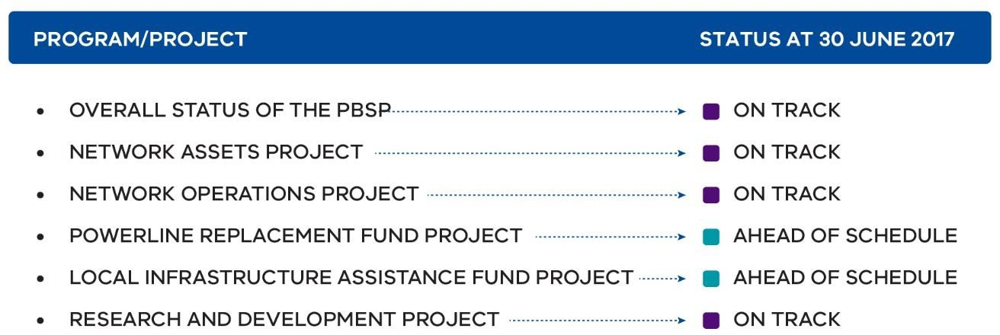 PROGRAM/PROJECT STATUS AT 30 JUNE 2017
• OVERALL STATUS OF THE PBSP ON TRACK
• NETWORK ASSETS PROJECT ON TRACK
• NETWORK OPERATIONS PROJECT ON TRACK
• POWERLINE REPLACEMENT FUND PROJECT AHEAD OF SCHEDULE
• LOCAL INFRASTRUCTURE ASSISTANCE FUND PROJECT AHEAD OF SCHEDULE
• RESEARCH AND DEVELOPMENT PROJECT ON TRACK